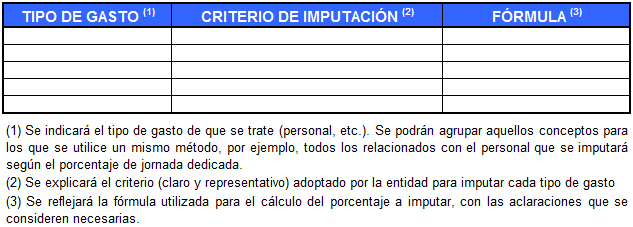 TIPO DE GASTO (1) CRITERIO DE IMPUTACIÓN (2) FÓRMULA (3)
(1) Se indicará el tipo de gasto de que se trate (personal, etc.). Se podrán agrupar aquellos conceptos para
los que se utilice un mismo método, por ejemplo, todos los relacionados con el personal que se imputará
según el porcentaje de jornada dedicada.
(2) Se explicará el criterio (claro y representativo) adoptado por la entidad para imputar cada tipo de gasto
(3) Se reflejará la fórmula utilizada para el cálculo del porcentaje a imputar, con las aclaraciones que se
consideren necesarias.